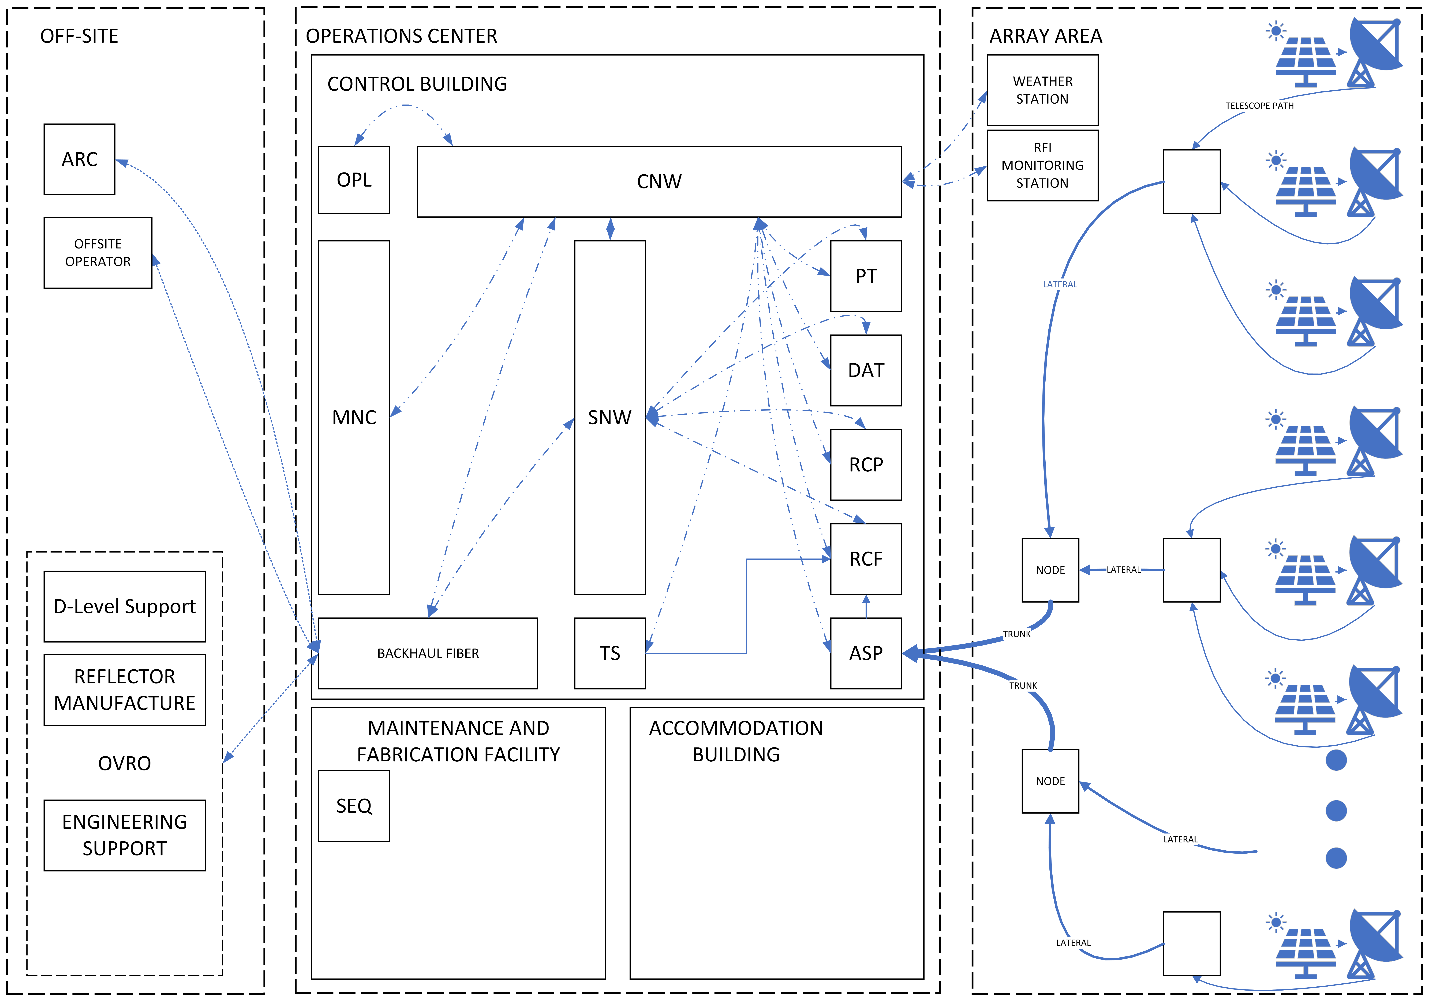 OFF-SITE
ARC
OFFSITE
OPERATOR
D-Level Support
REFLECTOR
MANUFACTURE
OVRO
ENGINEERING
SUPPORT
OPERATIONS CENTER
CONTROL BUILDING
OPL
CNW
MNC
SNW
PT
DAT
RCP
RCF
BACKHAUL FIBER
TS
ASP
MAINTENANCE AND
FABRICATION FACILITY
SEQ
ACCOMMODATION
BUILDING
ARRAY AREA
WEATHER
STATION
RFI
MONITORING
STATION
TELESCOPE PATH
LATERAL
NODE
LATERAL
TRUNK
TRUNK
NODE
LATERAL
LATERAL